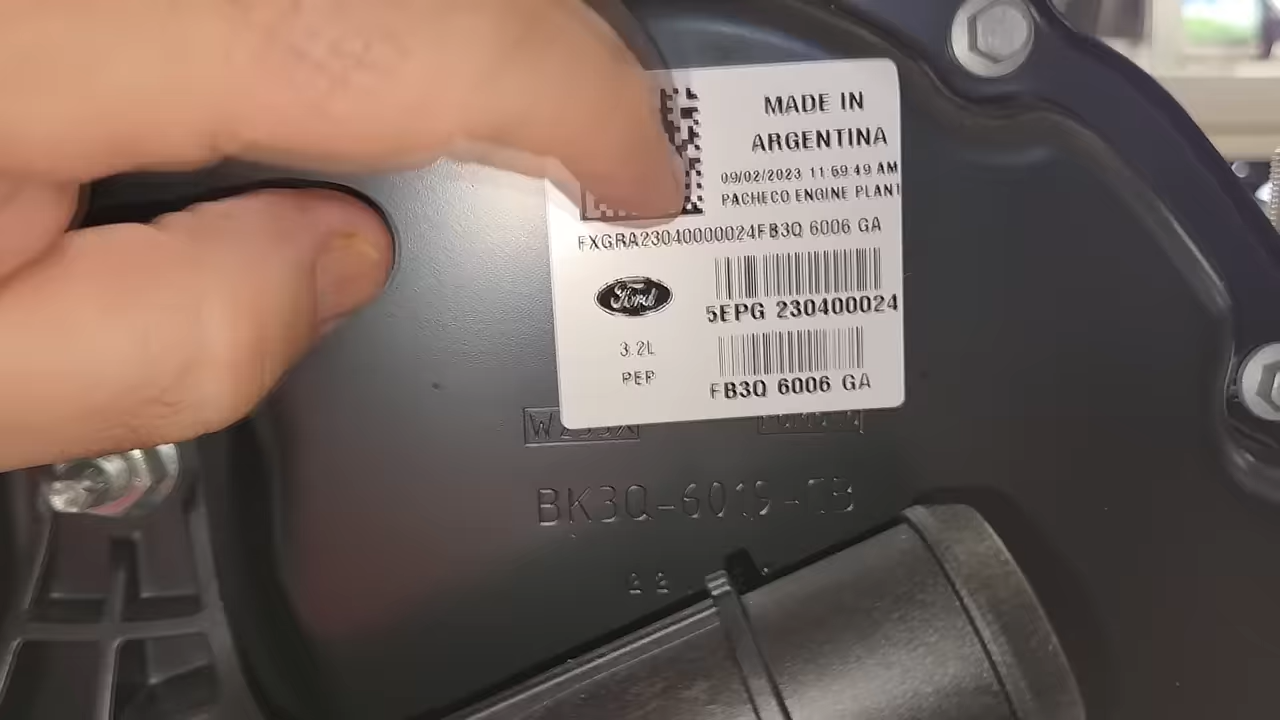 MADE IN
ARGENTINA
09/02/2023 11:59:49 AM
PACHECO ENGINE PLANT
FXGRA23040000024FB3Q 6006 GA
Ford
5EPG 230400024
3.2L
PEP
FB3Q 6006 GA